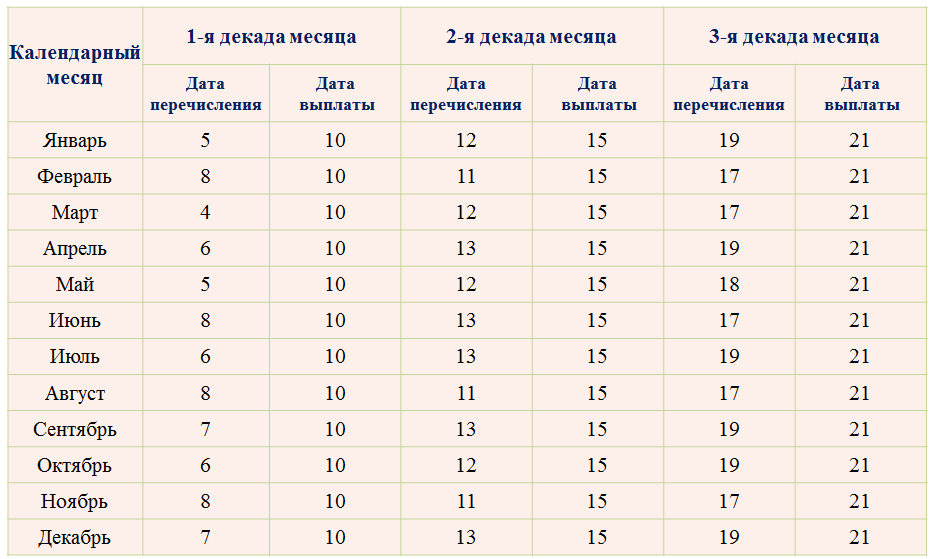 Календарный месяц 1-я декада месяца 2-я декада месяца 3-я декада месяца
Дата перечисления Дата выплаты Дата перечисления Дата выплаты Дата перечисления Дата выплаты
Январь 5 10 12 15 19 21
Февраль 8 10 11 15 17 21
Март 4 10 12 15 17 21
Апрель 6 10 13 15 19 21
Май 5 10 12 15 18 21
Июнь 8 10 13 15 17 21
Июль 6 10 13 15 19 21
Август 8 10 11 15 17 21
Сентябрь 7 10 13 15 19 21
Октябрь 6 10 12 15 19 21
Ноябрь 8 10 11 15 17 21
Декабрь 7 10 13 15 19 21